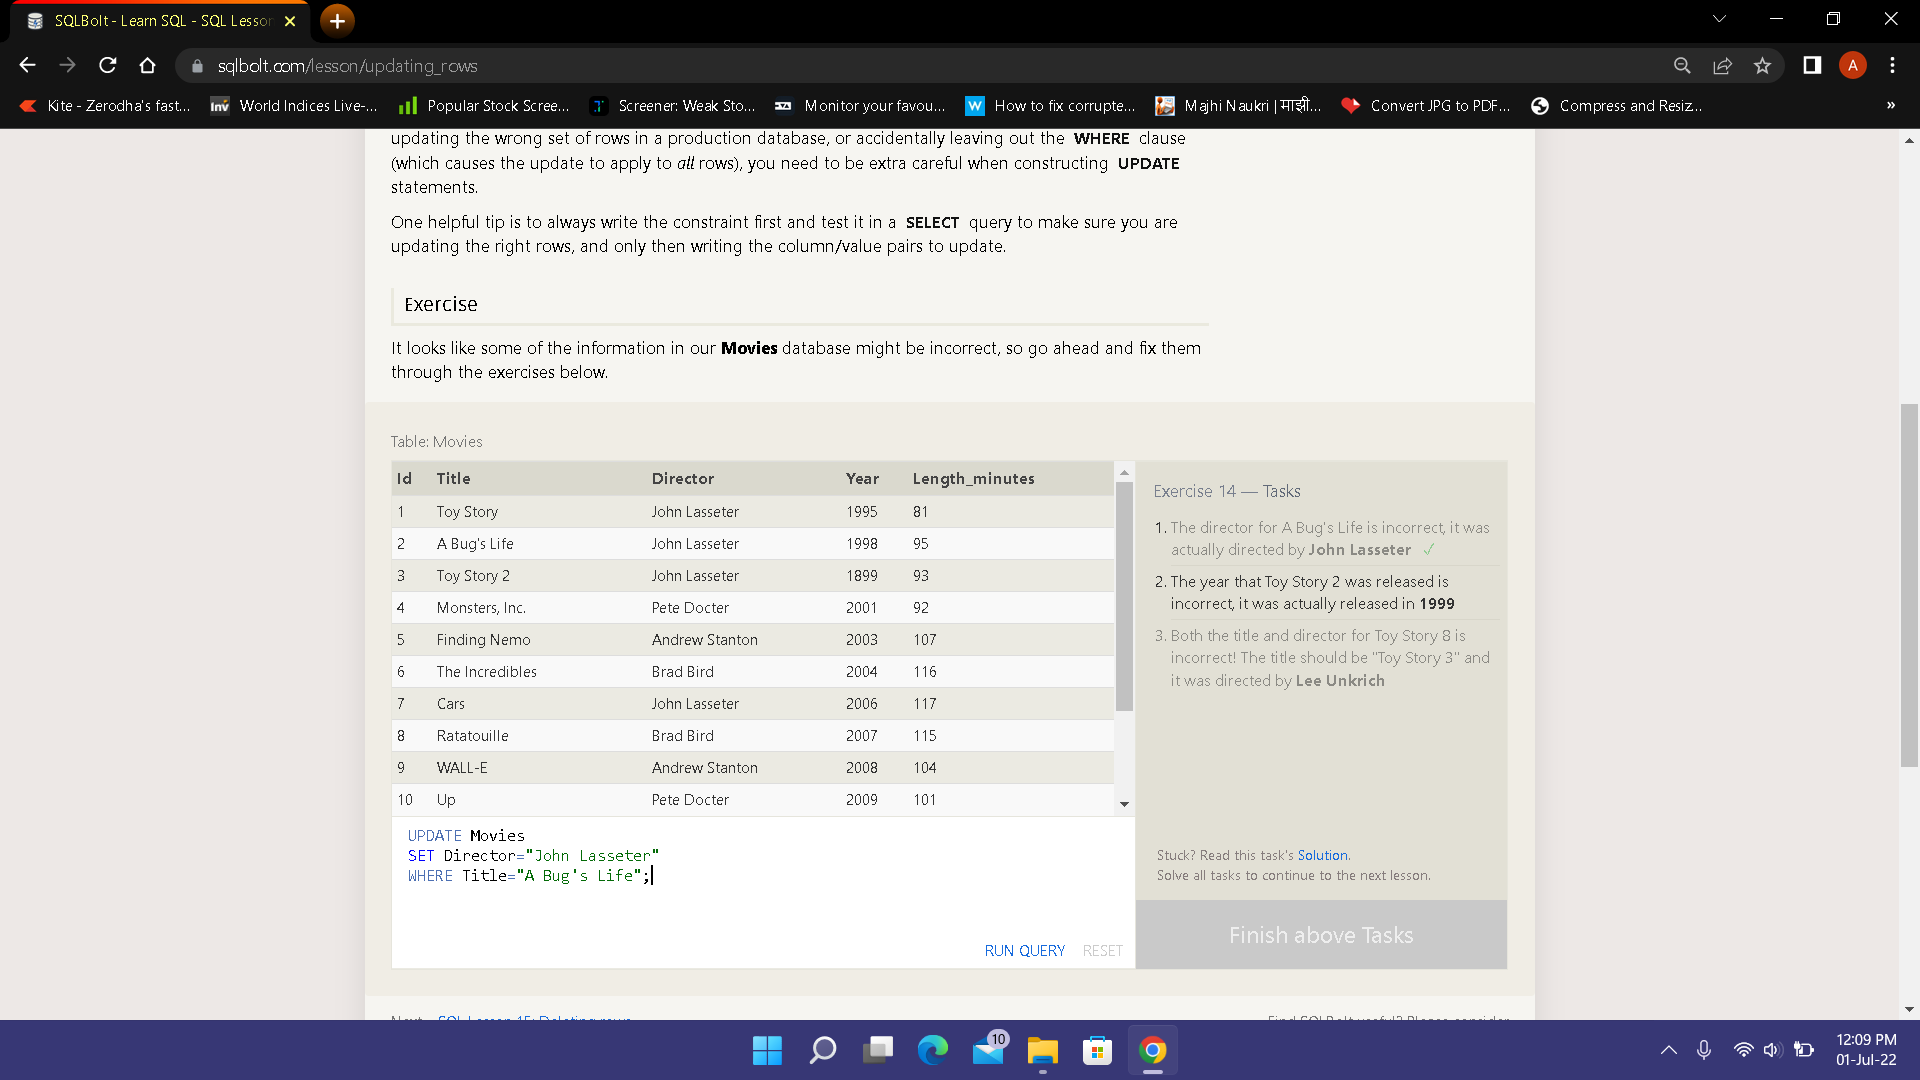 SQLBolt - Learn SQL - SQL Lesson
sqlbolt.com/lesson/updating_rows
A
Kite - Zerodha's fast...
World Indices Live-...
Popular Stock Scree...
Screener: Weak Sto...
Monitor your favou...
How to fix corrupte...
Majhi Naukri | माझी...
Convert JPG to PDF...
Compress and Resiz...
»
updating the wrong set of rows in a production database, or accidentally leaving out the WHERE clause
(which causes the update to apply to all rows), you need to be extra careful when constructing UPDATE
statements.
One helpful tip is to always write the constraint first and test it in a SELECT query to make sure you are
updating the right rows, and only then writing the column/value pairs to update.
Exercise
It looks like some of the information in our Movies database might be incorrect, so go ahead and fix them
through the exercises below.
Table: Movies
Id Title Director Year Length_minutes
1 Toy Story John Lasseter 1995 81
2 A Bug's Life John Lasseter 1998 95
3 Toy Story 2 John Lasseter 1899 93
4 Monsters, Inc. Pete Docter 2001 92
5 Finding Nemo Andrew Stanton 2003 107
6 The Incredibles Brad Bird 2004 116
7 Cars John Lasseter 2006 117
8 Ratatouille Brad Bird 2007 115
9 WALL-E Andrew Stanton 2008 104
10 Up Pete Docter 2009 101
UPDATE Movies
SET Director="John Lasseter"
WHERE Title="A Bug's Life";
RUN QUERY RESET
Exercise 14 — Tasks
1. The director for A Bug's Life is incorrect, it was
actually directed by John Lasseter ✓
2. The year that Toy Story 2 was released is
incorrect, it was actually released in 1999
3. Both the title and director for Toy Story 8 is
incorrect! The title should be "Toy Story 3" and
it was directed by Lee Unkrich
Stuck? Read this task's Solution.
Solve all tasks to continue to the next lesson.
Finish above Tasks
Next – SQL Lesson 15: Deleting rows
Find SQLBolt useful? Please consider
10
12:09 PM
01-Jul-22